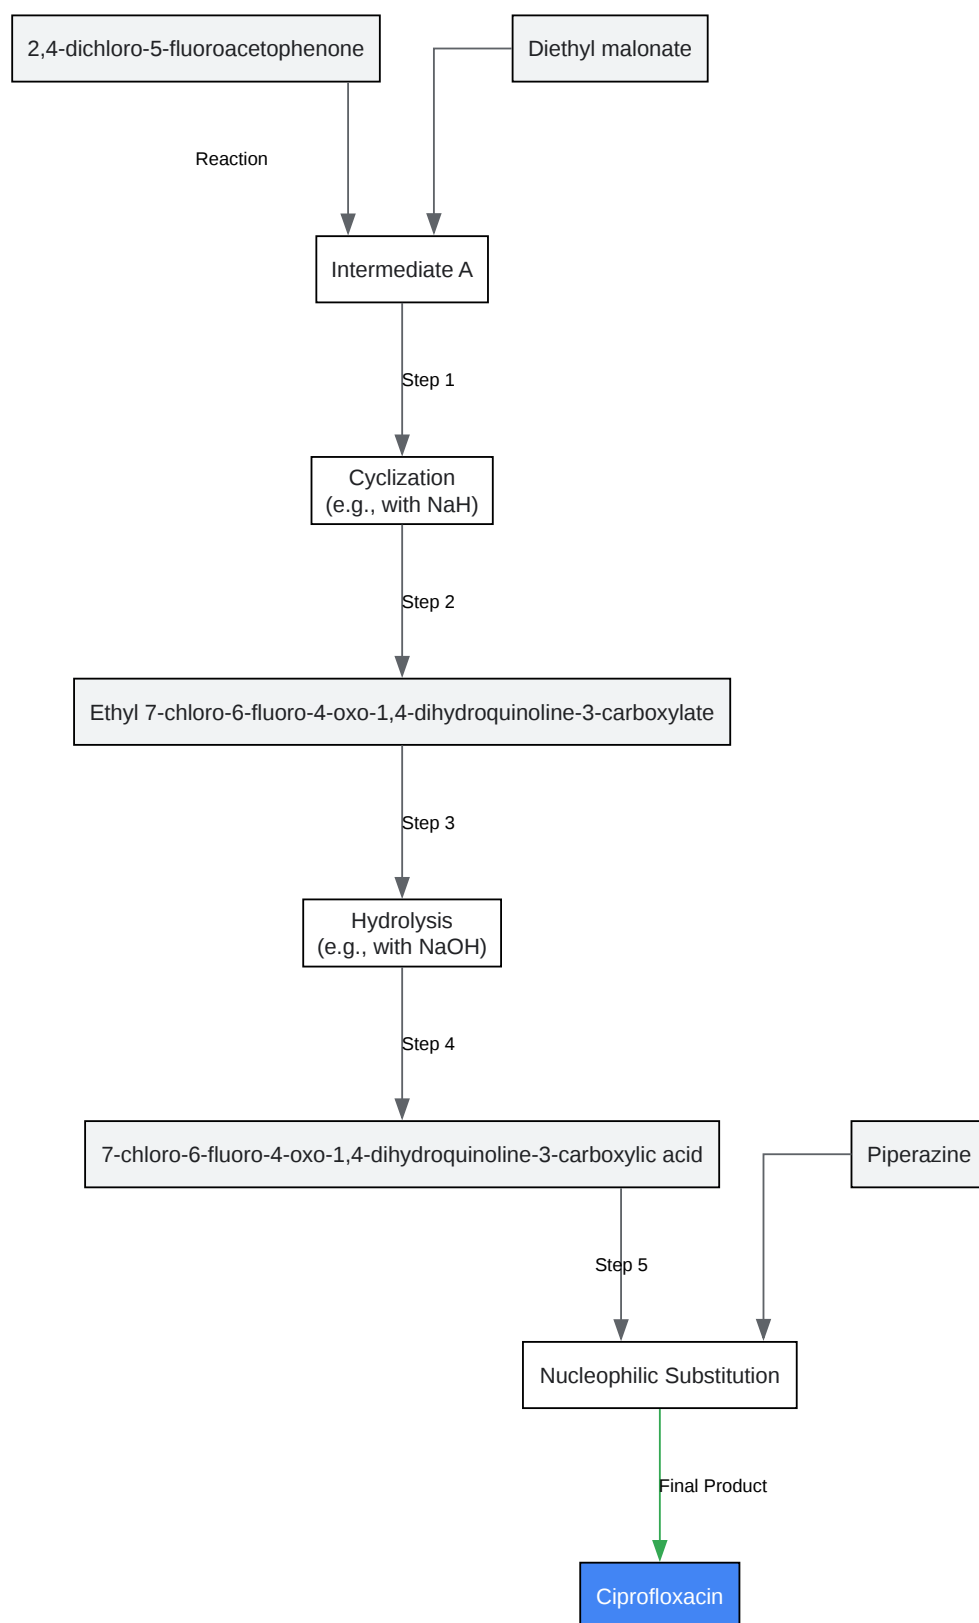 2,4-dichloro-5-fluoroacetophenone
Diethyl malonate
Reaction
Intermediate A
Step 1
Cyclization
(e.g., with NaH)
Step 2
Ethyl 7-chloro-6-fluoro-4-oxo-1,4-dihydroquinoline-3-carboxylate
Step 3
Hydrolysis
(e.g., with NaOH)
Step 4
7-chloro-6-fluoro-4-oxo-1,4-dihydroquinoline-3-carboxylic acid
Piperazine
Step 5
Nucleophilic Substitution
Final Product
Ciprofloxacin